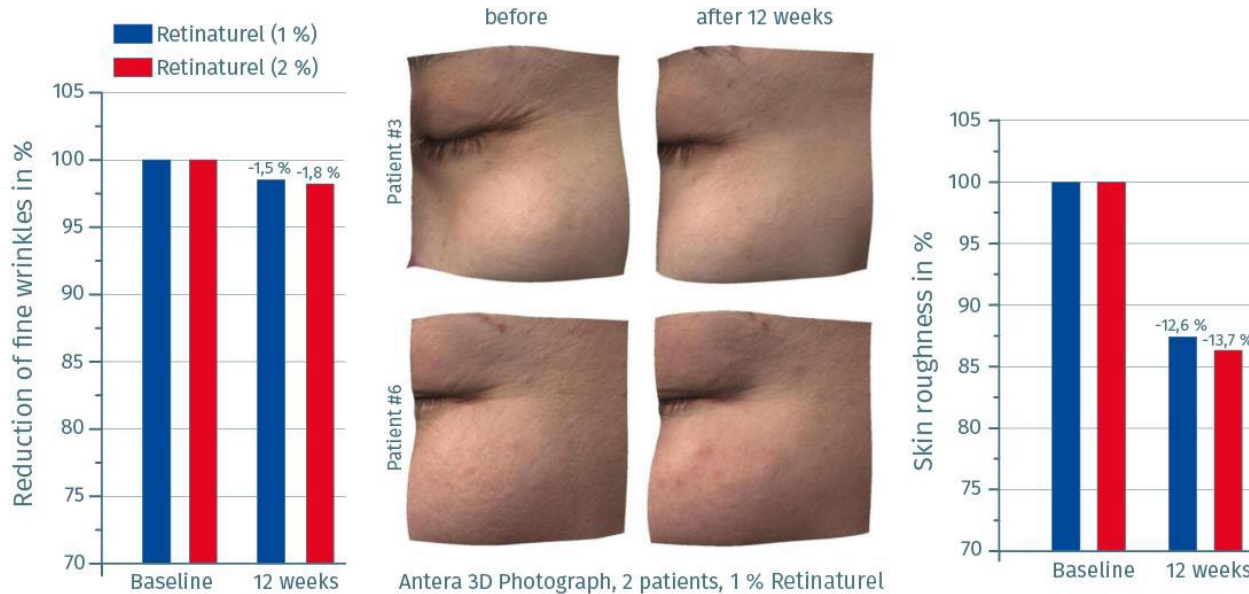 Retinaturel (1 %)
Retinaturel (2 %)
Reduction of fine wrinkles in %
105
100
95
90
85
80
75
70
-1,5 %
-1,8 %
Baseline
12 weeks
before
after 12 weeks
Patient #3
Patient #6
Antera 3D Photograph, 2 patients, 1 % Retinaturel
Skin roughness in %
105
100
95
90
85
80
75
70
-12,6 %
-13,7 %
Baseline
12 weeks